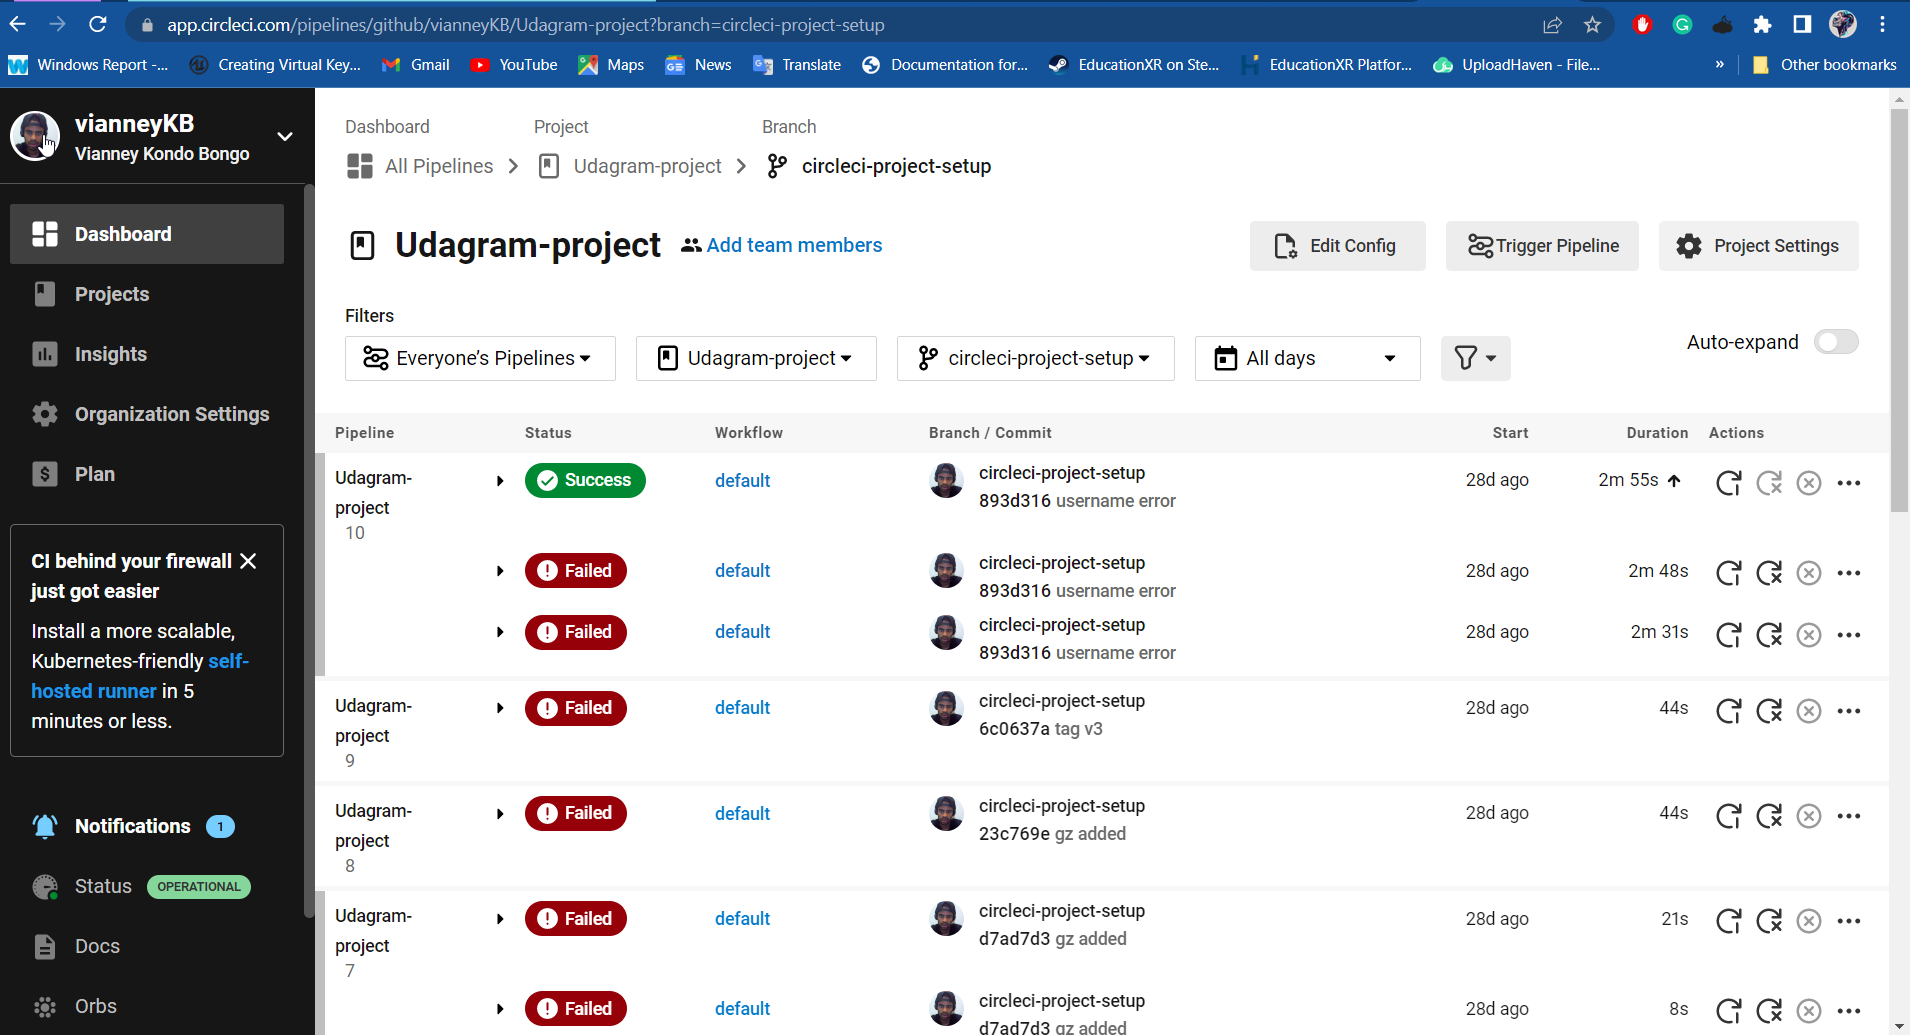 app.circleci.com/pipelines/github/vianneyKB/Udagram-project?branch=circleci-project-setup
Windows Report -... Creating Virtual Key... Gmail YouTube Maps News Translate Documentation for... EducationXR on Ste... EducationXR Platfor... UploadHaven - File... » Other bookmarks
vianneyKB
Vianney Kondo Bongo
Dashboard
Projects
Insights
Organization Settings
Plan
CI behind your firewall
just got easier
Install a more scalable,
Kubernetes-friendly self-
hosted runner in 5
minutes or less.
Notifications 1
Status OPERATIONAL
Docs
Orbs
Dashboard Project Branch
All Pipelines Udagram-project circleci-project-setup
Udagram-project Add team members Edit Config Trigger Pipeline Project Settings
Filters
Everyone’s Pipelines Udagram-project circleci-project-setup All days Auto-expand
Pipeline Status Workflow Branch / Commit Start Duration Actions
Udagram-
project
10
Success default circleci-project-setup 28d ago 2m 55s
893d316 username error
Failed default circleci-project-setup 28d ago 2m 48s
893d316 username error
Failed default circleci-project-setup 28d ago 2m 31s
893d316 username error
Udagram-
project
9
Failed default circleci-project-setup 28d ago 44s
6c0637a tag v3
Udagram-
project
8
Failed default circleci-project-setup 28d ago 44s
23c769e gz added
Udagram-
project
7
Failed default circleci-project-setup 28d ago 21s
d7ad7d3 gz added
Failed default circleci-project-setup 28d ago 8s
d7ad7d3 gz added